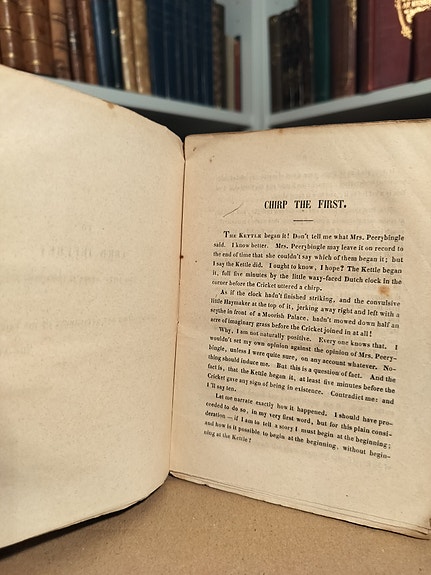 CHIRP THE FIRST.
THE KETTLE began it! Don't tell me what Mrs. Peerybingle
said. I know better. Mrs. Peerybingle may leave it on record to
the end of time that she couldn't say which of them began it; but
I say the Kettle did. I ought to know, I hope? The Kettle began
it, full five minutes by the little waxy-faced Dutch clock in the
corner before the Cricket uttered a chirp.
As if the clock hadn't finished striking, and the convulsive
little Haymaker at the top of it, jerking away right and left with a
scythe in front of a Moorish Palace, hadn't mowed down half an
acre of imaginary grass before the Cricket joined in at all!
Why, I am not naturally positive. Every one knows that. I
wouldn't set my own opinion against the opinion of Mrs. Peery-
bingle, unless I were quite sure, on any account whatever. No-
thing should induce me. But this is a question of fact. And the
fact is, that the Kettle began it, at least five minutes before the
Cricket gave any sign of being in existence. Contradict me: and
I'll say ten.
Let me narrate exactly how it happened. I should have pro-
ceeded to do so, in my very first word, but for this plain consi-
deration—if I am to tell a story I must begin at the beginning;
and how is it possible to begin at the beginning, without begin-
ning at the Kettle?